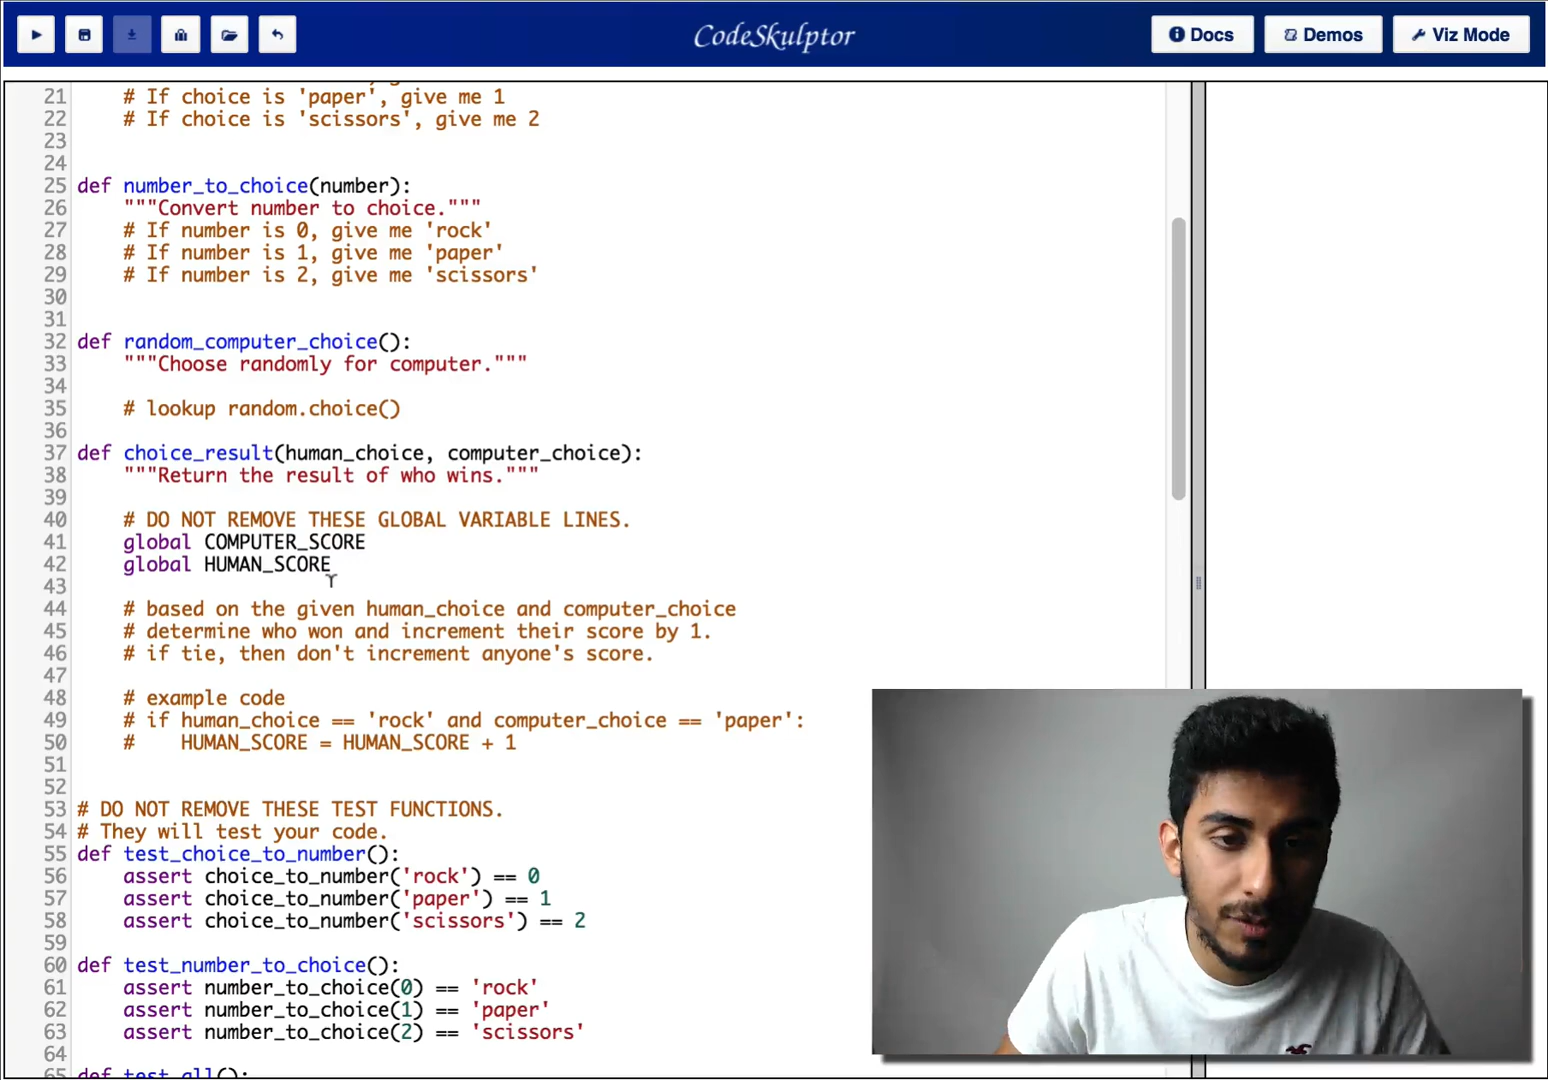 CodeSkulptor
Docs
Demos
Viz Mode
21 # If choice is 'paper', give me 1
22 # If choice is 'scissors', give me 2
23
24
25 def number_to_choice(number):
26 """Convert number to choice."""
27 # If number is 0, give me 'rock'
28 # If number is 1, give me 'paper'
29 # If number is 2, give me 'scissors'
30
31
32 def random_computer_choice():
33 """Choose randomly for computer."""
34
35 # lookup random.choice()
36
37 def choice_result(human_choice, computer_choice):
38 """Return the result of who wins."""
39
40 # DO NOT REMOVE THESE GLOBAL VARIABLE LINES.
41 global COMPUTER_SCORE
42 global HUMAN_SCORE
43
44 # based on the given human_choice and computer_choice
45 # determine who won and increment their score by 1.
46 # if tie, then don't increment anyone's score.
47
48 # example code
49 # if human_choice == 'rock' and computer_choice == 'paper':
50 # HUMAN_SCORE = HUMAN_SCORE + 1
51
52
53 # DO NOT REMOVE THESE TEST FUNCTIONS.
54 # They will test your code.
55 def test_choice_to_number():
56 assert choice_to_number('rock') == 0
57 assert choice_to_number('paper') == 1
58 assert choice_to_number('scissors') == 2
59
60 def test_number_to_choice():
61 assert number_to_choice(0) == 'rock'
62 assert number_to_choice(1) == 'paper'
63 assert number_to_choice(2) == 'scissors'
64
65 def test_all():